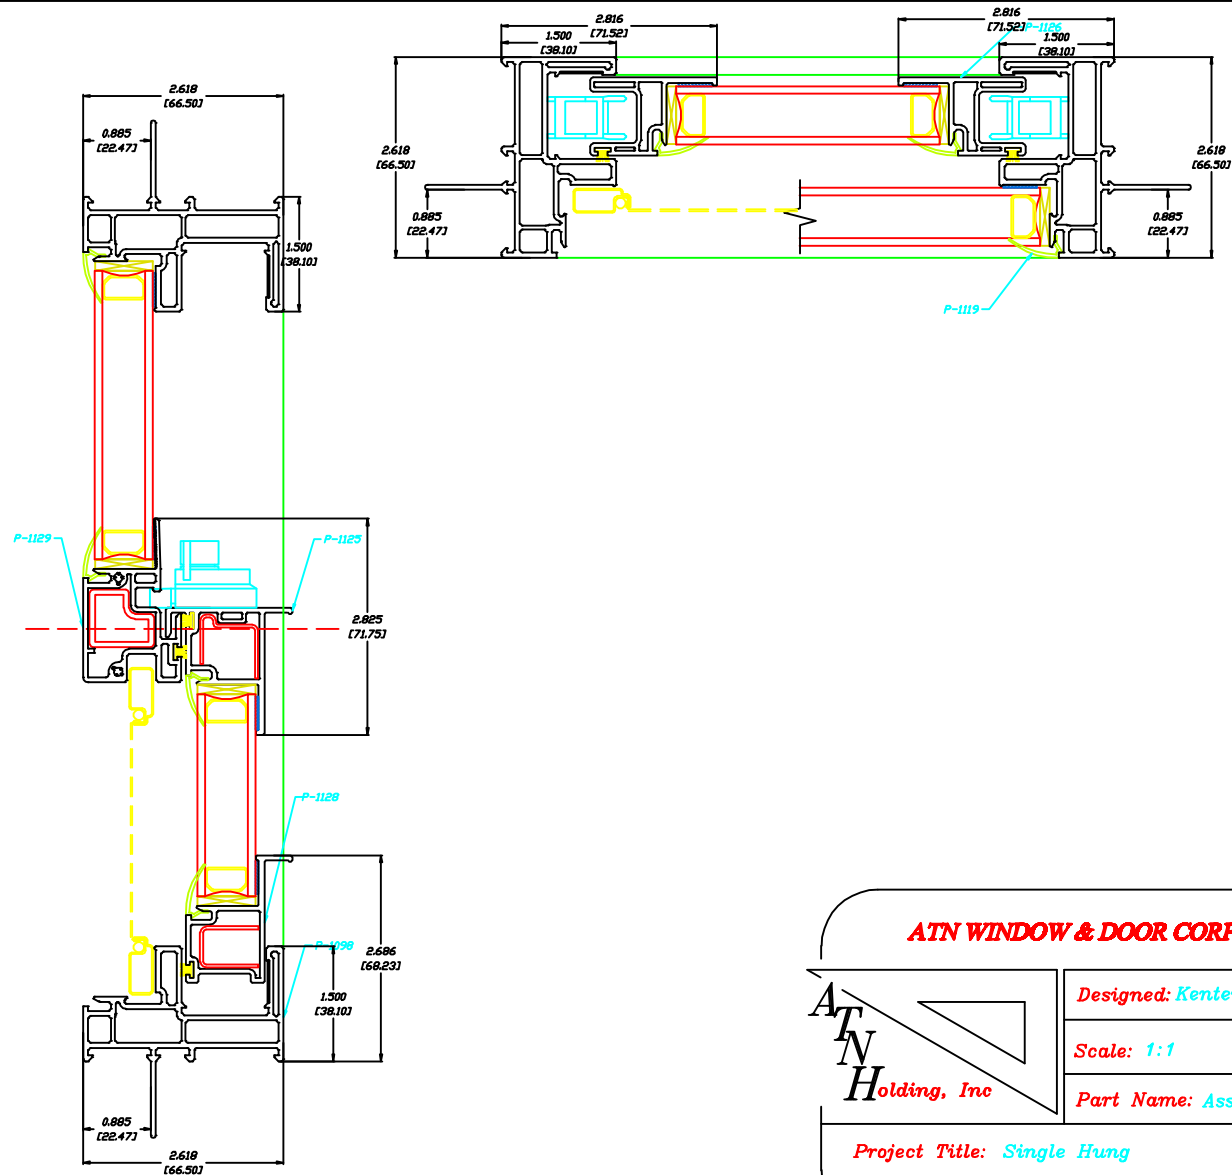 2.816
[71.52]
1.500
[38.10]
2.816
[71.52]
P-1126
1.500
[38.10]
2.618
[66.50]
0.885
[22.47]
2.618
[66.50]
2.618
[66.50]
0.885
[22.47]
0.885
[22.47]
1.500
[38.10]
P-1119
P-1129
P-1125
2.825
[71.75]
P-1128
P-1098
2.686
[68.23]
1.500
[38.10]
0.885
[22.47]
2.618
[66.50]
ATN WINDOW & DOOR CORP
Designed: Kente
ATN
Scale: 1:1
Holding, Inc
Part Name: Ass
Project Title: Single Hung